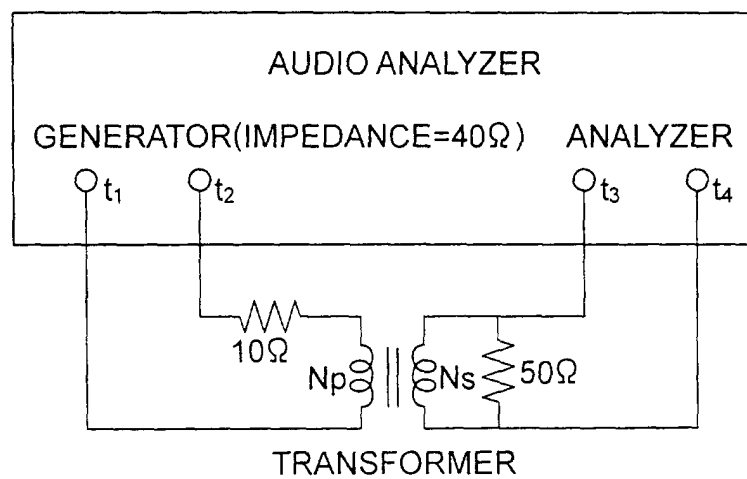 AUDIO ANALYZER
GENERATOR(IMPEDANCE=40Ω) ANALYZER
t1 t2 t3 t4
10Ω Np Ns 50Ω
TRANSFORMER